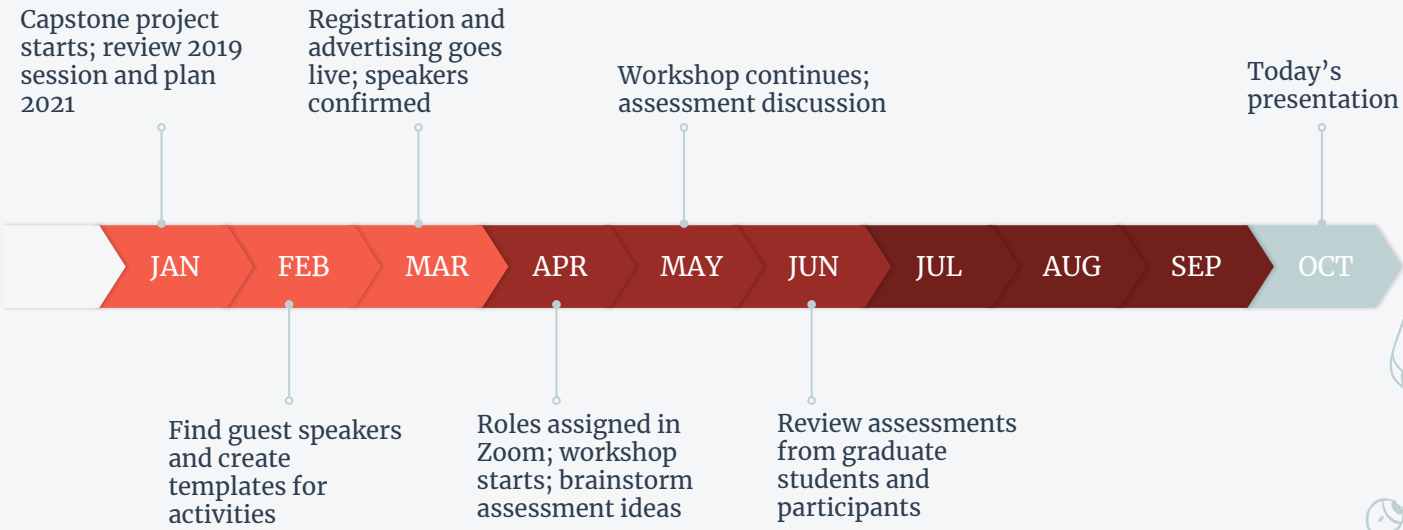 Capstone project
starts; review 2019
session and plan
2021
Registration and
advertising goes
live; speakers
confirmed
Workshop continues;
assessment discussion
Today’s
presentation
JAN
FEB
MAR
APR
MAY
JUN
JUL
AUG
SEP
OCT
Find guest speakers
and create
templates for
activities
Roles assigned in
Zoom; workshop
starts; brainstorm
assessment ideas
Review assessments
from graduate
students and
participants